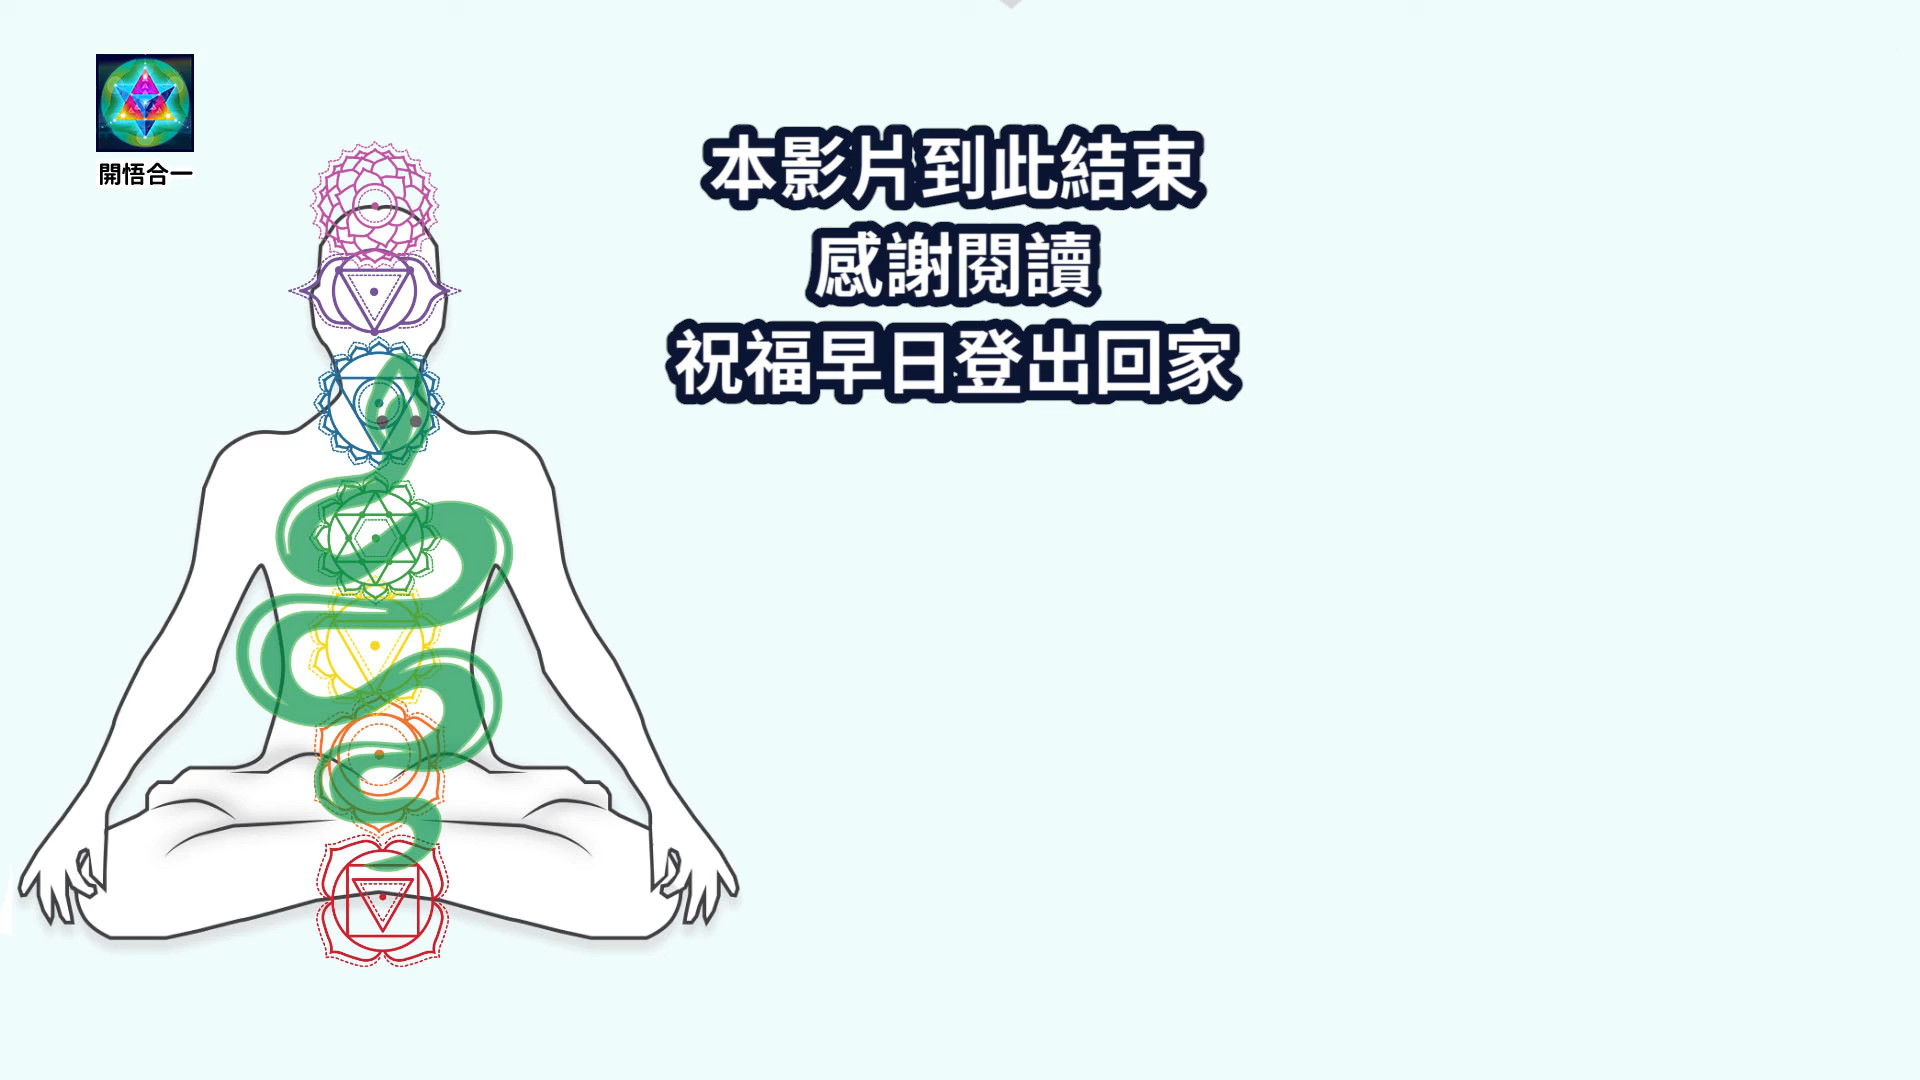 開悟合一
本影片到此結束
感謝閱讀
祝福早日登出回家